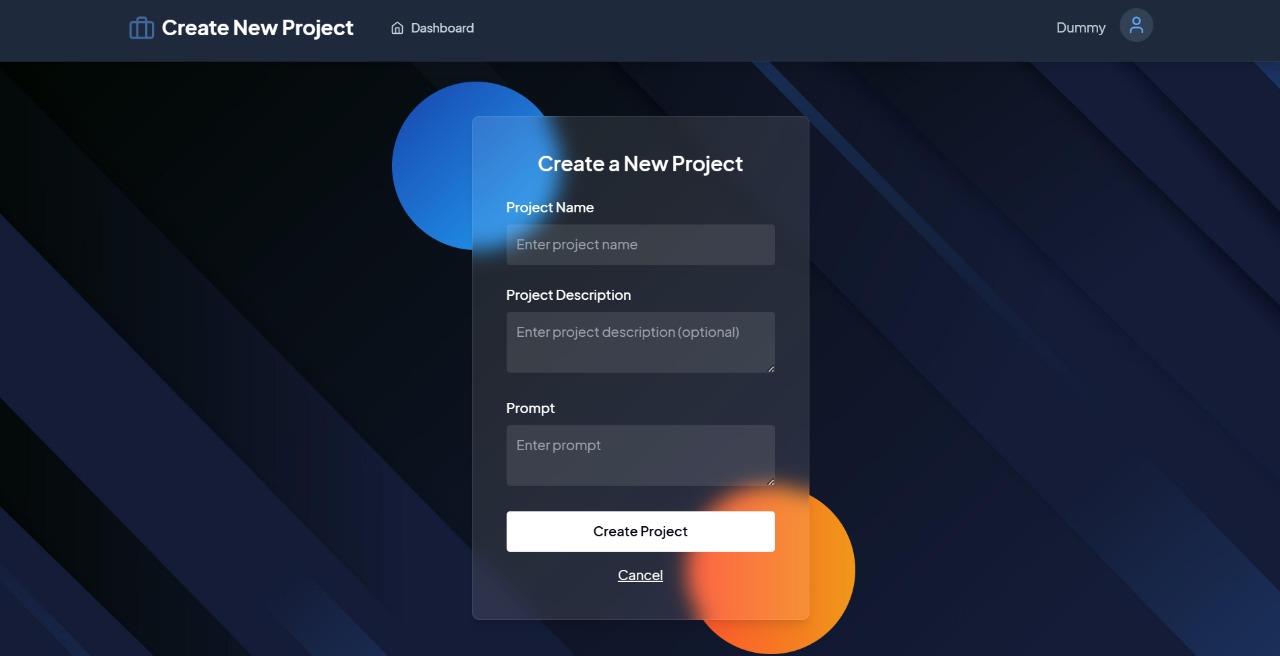 Create New Project
Dashboard
Dummy
Create a New Project
Project Name
Enter project name
Project Description
Enter project description (optional)
Prompt
Enter prompt
Create Project
Cancel